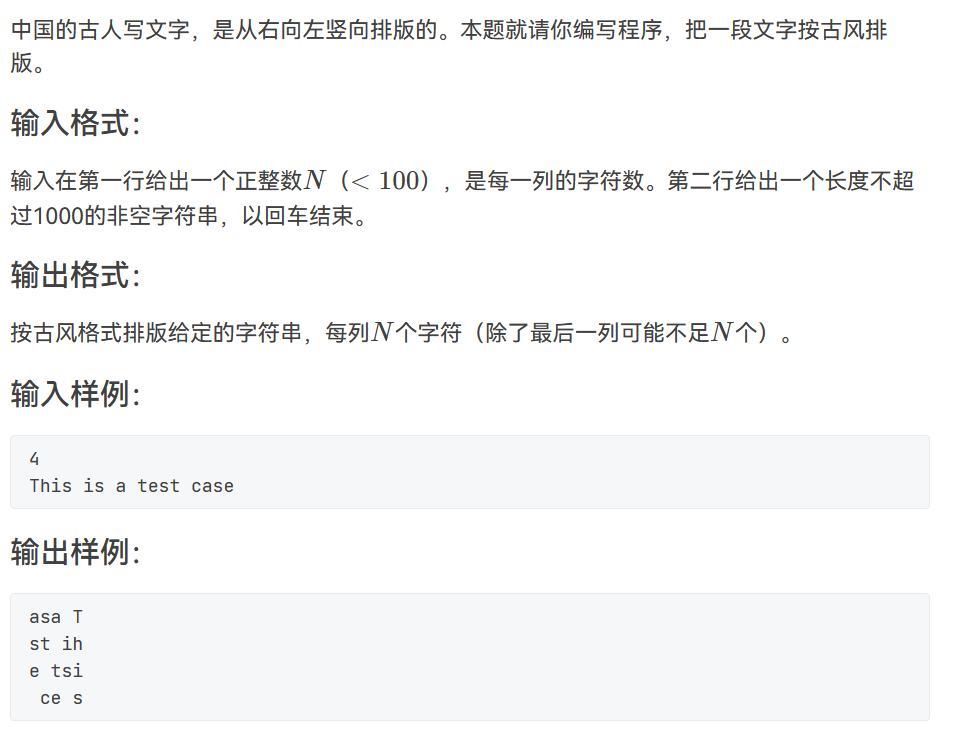 中国的古人写文字，是从右向左竖向排版的。本题就请你编写程序，把一段文字按古风排
版。
输入格式：
输入在第一行给出一个正整数N（< 100），是每一列的字符数。第二行给出一个长度不超
过1000的非空字符串，以回车结束。
输出格式：
按古风格式排版给定的字符串，每列N个字符（除了最后一列可能不足N个）。
输入样例：
4
This is a test case
输出样例：
asa T
st ih
e tsi
 ce s